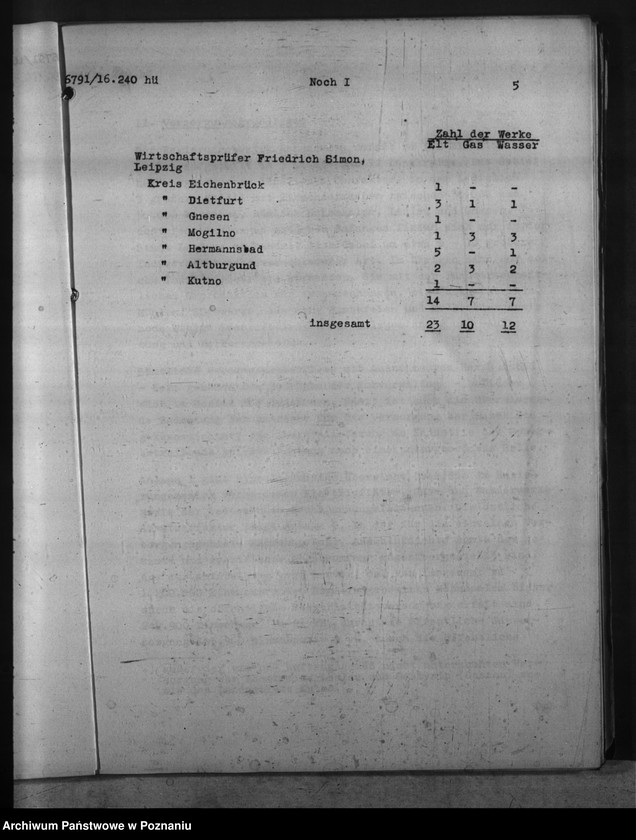 5791/16.240 hü Noch I 5
Zahl der Werke
Elt Gas Wasser
Wirtschaftsprüfer Friedrich Simon,
Leipzig
Kreis Eichenbrück 1 - -
" Dietfurt 3 1 1
" Gnesen 1 - -
" Mogilno 1 3 3
" Hermannsbad 5 - 1
" Altburgund 2 3 2
" Kutno 1 - -
14 7 7
insgesamt 23 10 12
Archiwum Państwowe w Poznaniu